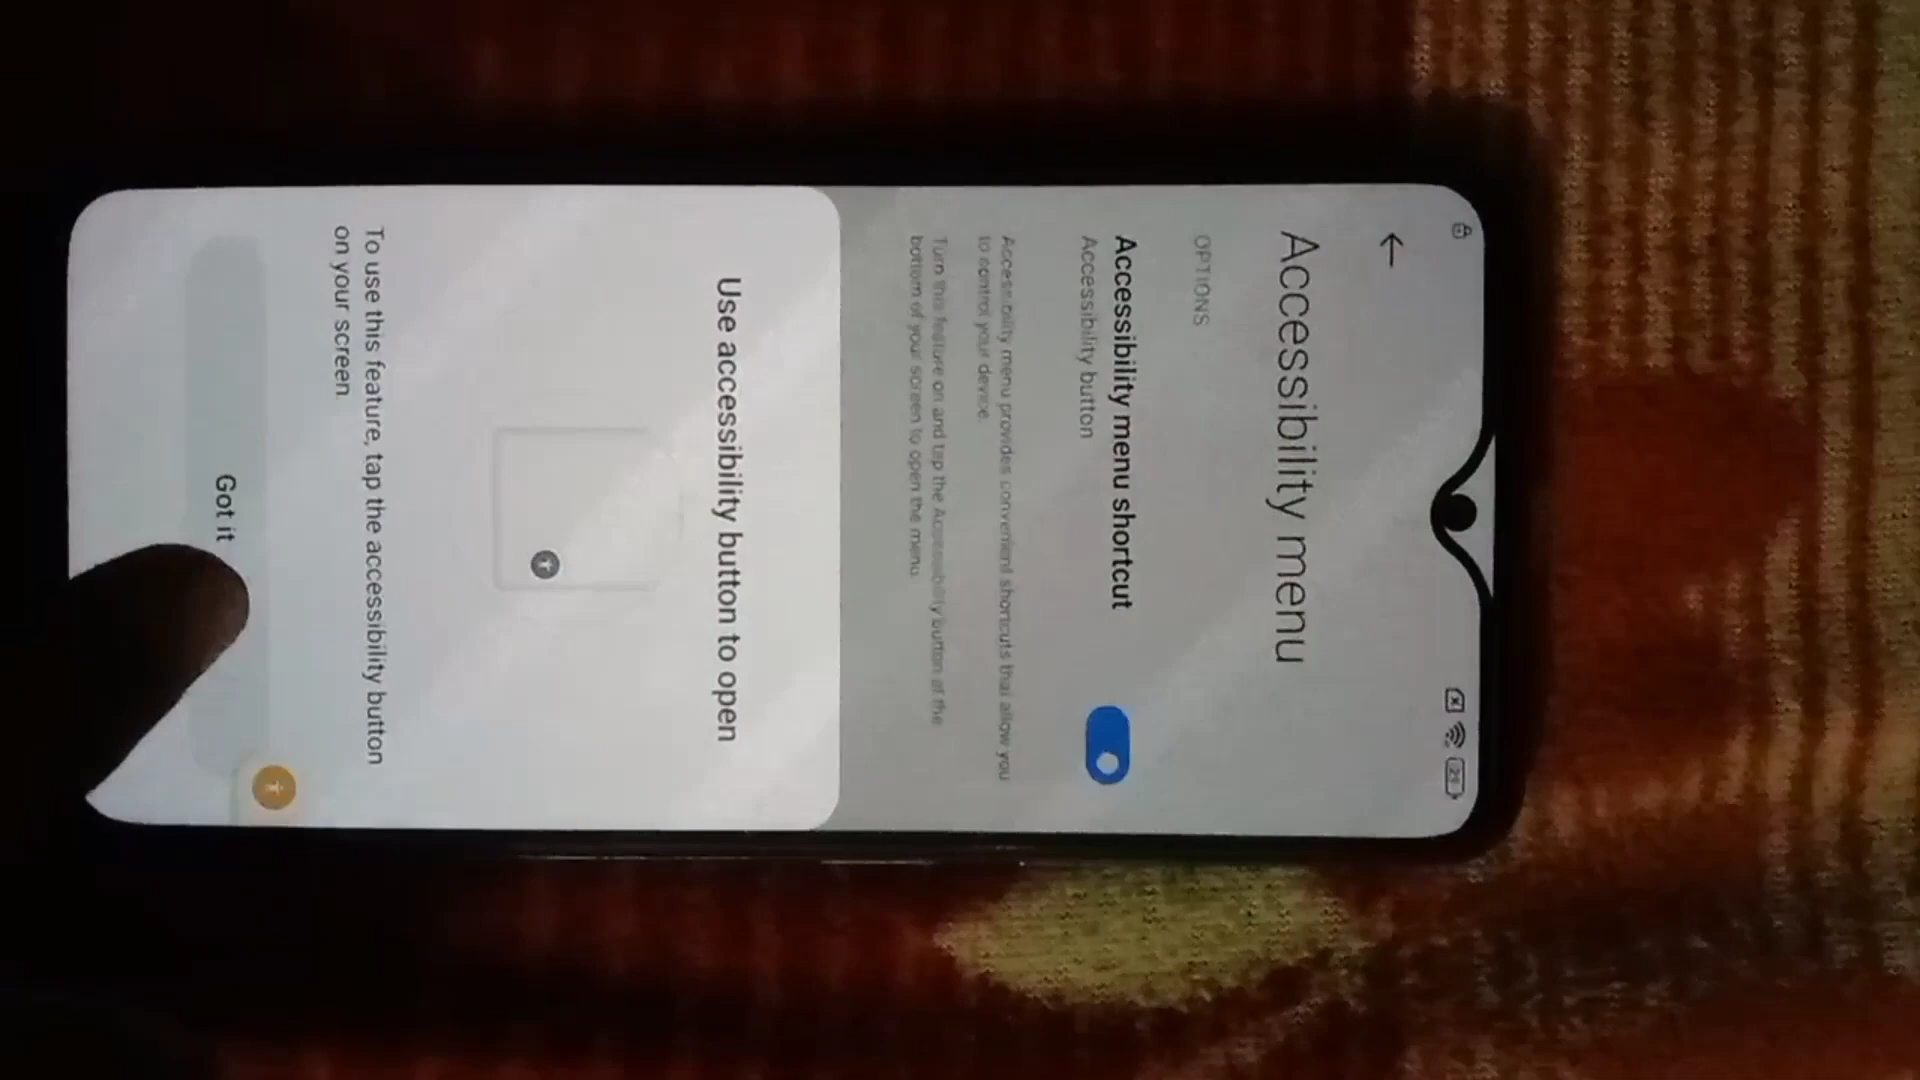 Accessibility menu
OPTIONS
Accessibility menu shortcut
Accessibility button
Accessibility menu provides convenient shortcuts that allow you
to control your device.
Turn this feature on and tap the Accessibility button at the
bottom of your screen to open the menu.
Use accessibility button to open
To use this feature, tap the accessibility button
on your screen.
Got it